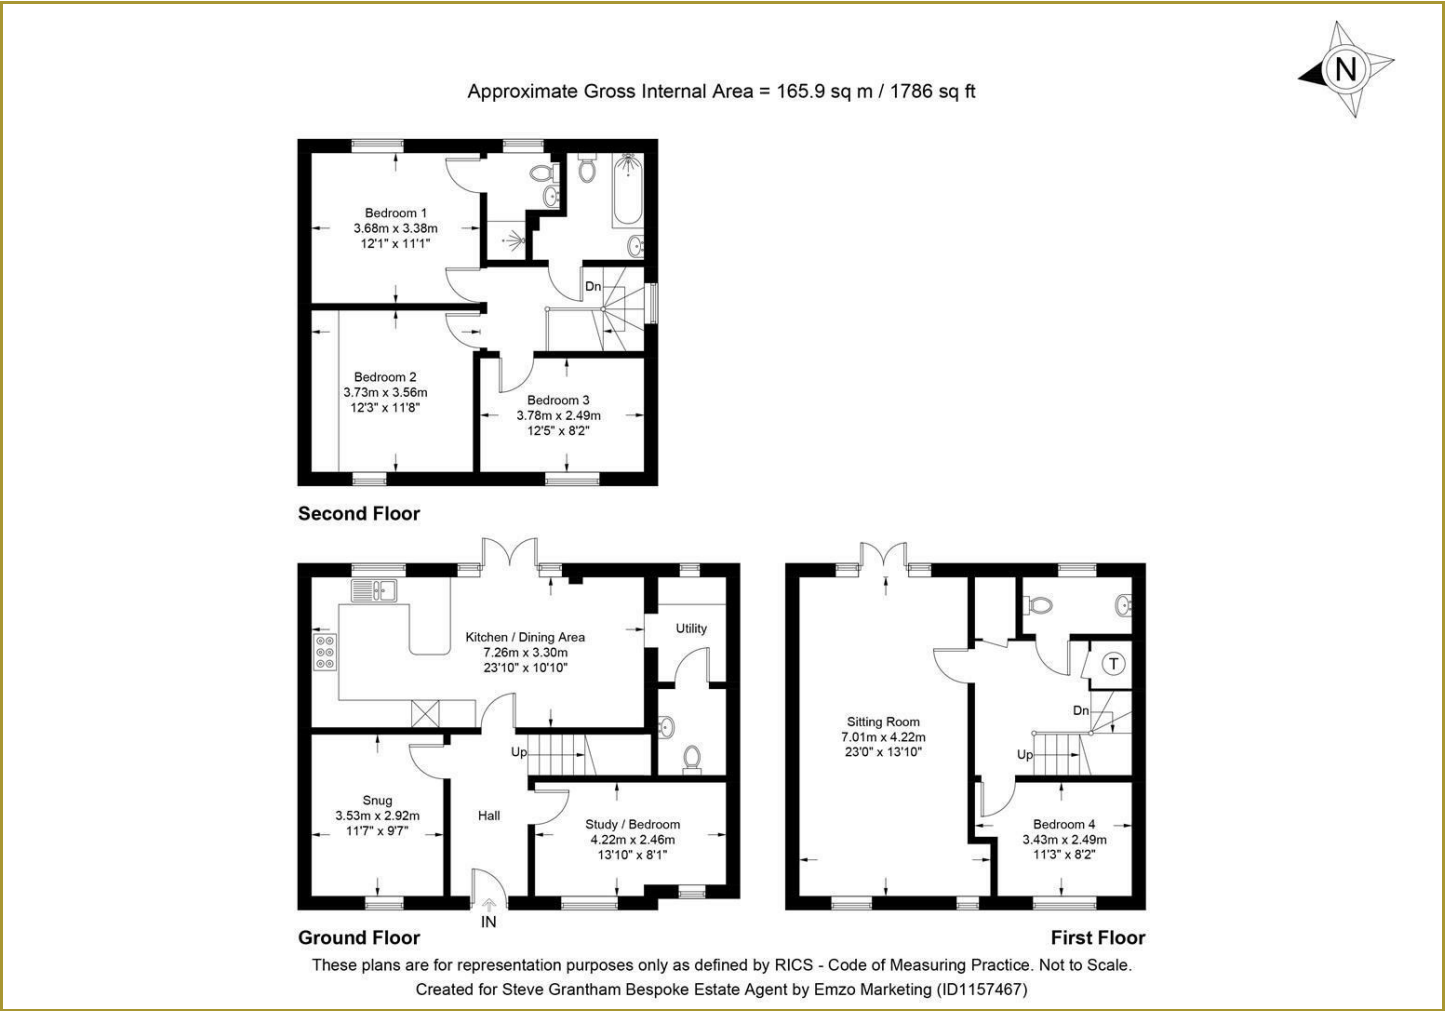 N
Approximate Gross Internal Area = 165.9 sq m / 1786 sq ft
Bedroom 1
3.68m x 3.38m
12'1" x 11'1"
Dn
Bedroom 2
3.73m x 3.56m
12'3" x 11'8"
Bedroom 3
3.78m x 2.49m
12'5" x 8'2"
Second Floor
Kitchen / Dining Area
7.26m x 3.30m
23'10" x 10'10"
Utility
Up
Snug
3.53m x 2.92m
11'7" x 9'7"
Hall
Study / Bedroom
4.22m x 2.46m
13'10" x 8'1"
IN
Ground Floor
T
Sitting Room
7.01m x 4.22m
23'0" x 13'10"
Dn
Up
Bedroom 4
3.43m x 2.49m
11'3" x 8'2"
First Floor
These plans are for representation purposes only as defined by RICS - Code of Measuring Practice. Not to Scale.
Created for Steve Grantham Bespoke Estate Agent by Emzo Marketing (ID1157467)